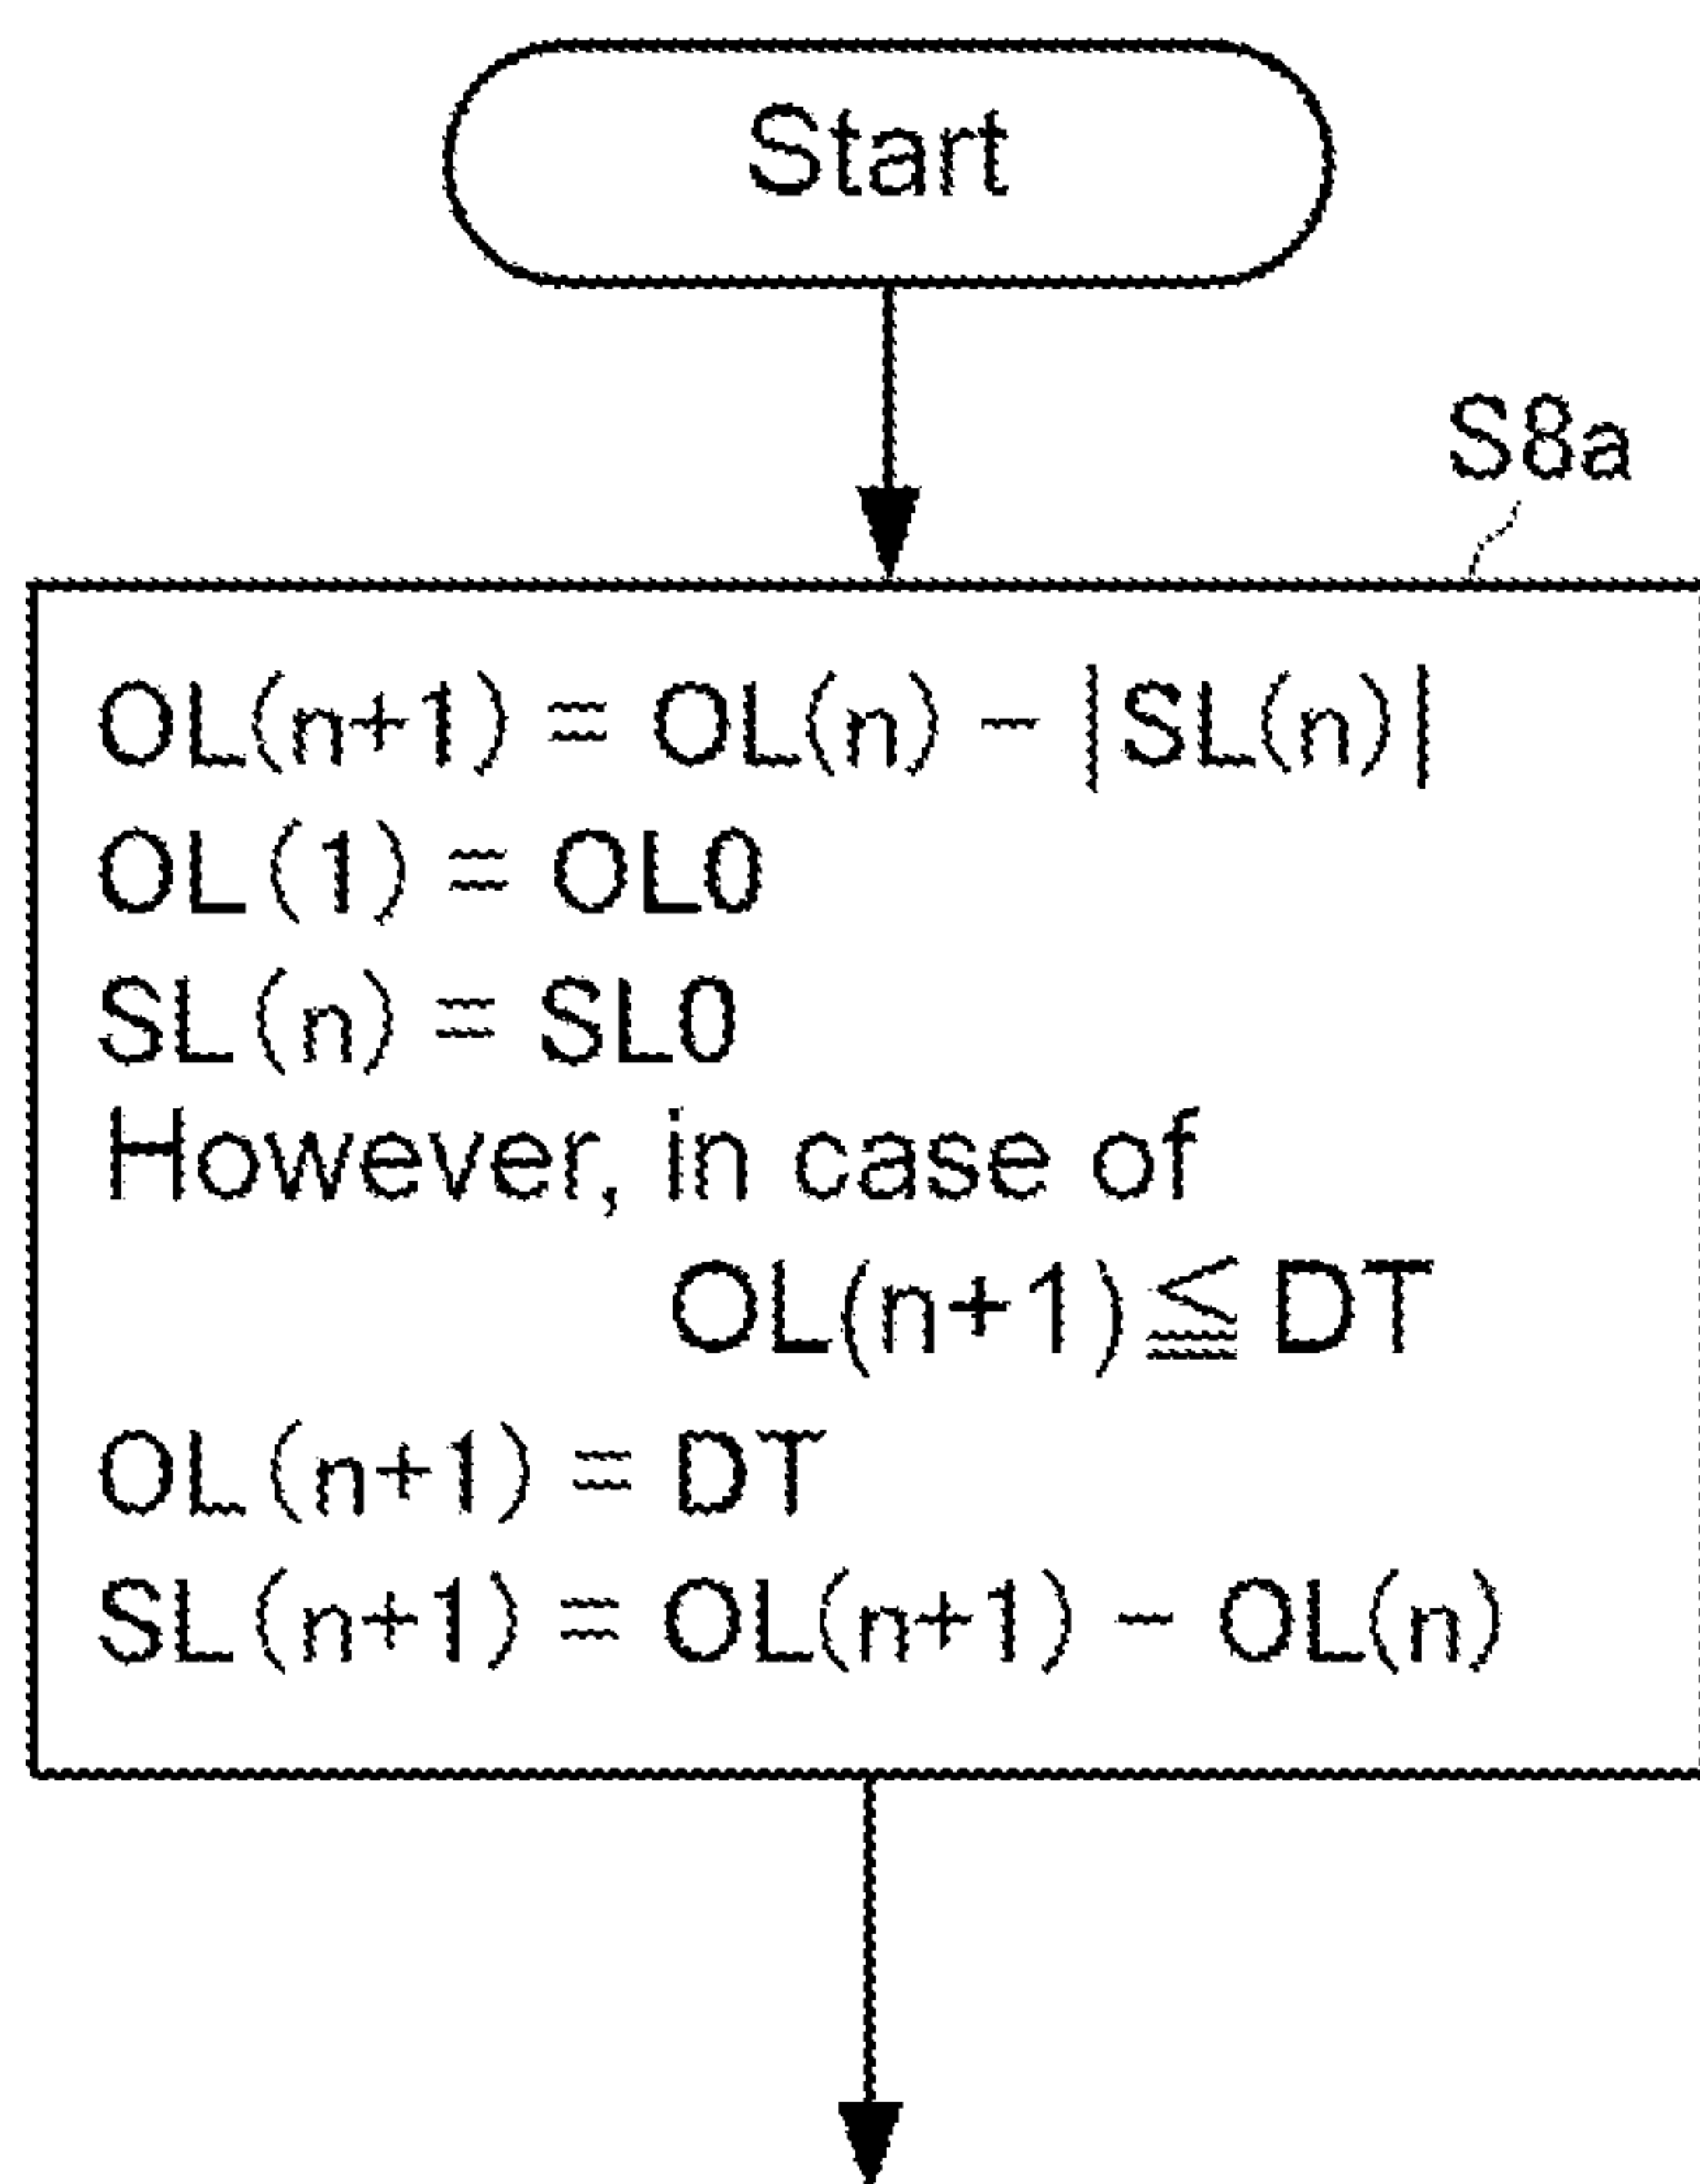 Start
S8a
OL(n+1) = OL(n) - |SL(n)|
OL(1) = OL0
SL(n) = SL0
However, in case of
OL(n+1)≦DT
OL(n+1) = DT
SL(n+1) = OL(n+1) - OL(n)